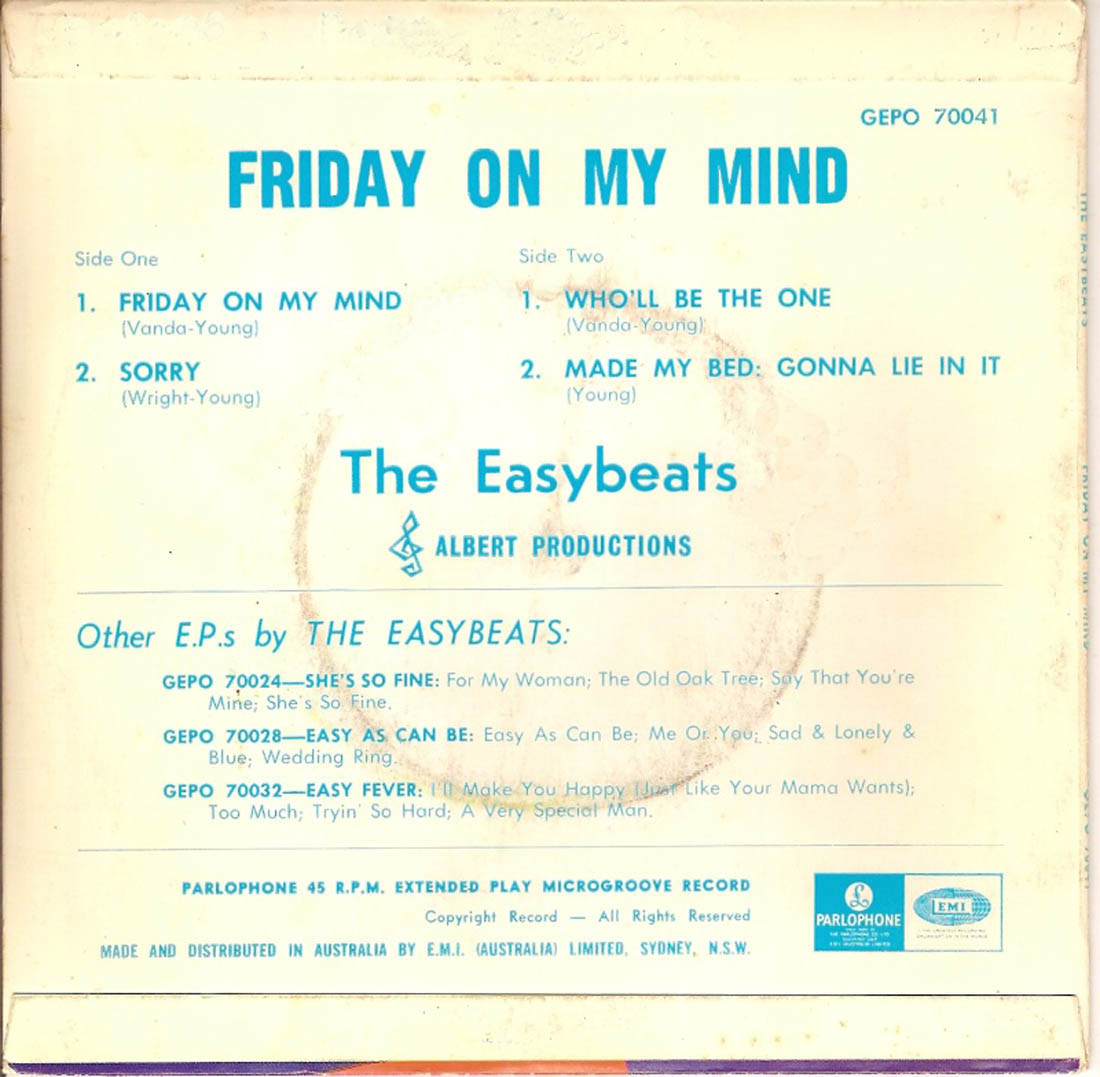 GEPO 70041
FRIDAY ON MY MIND
Side One
1. FRIDAY ON MY MIND
(Vanda-Young)
2. SORRY
(Wright-Young)
Side Two
1. WHO'LL BE THE ONE
(Vanda-Young)
2. MADE MY BED: GONNA LIE IN IT
(Young)
The Easybeats
ALBERT PRODUCTIONS
Other E.P.s by THE EASYBEATS:
GEPO 70024—SHE'S SO FINE: For My Woman; The Old Oak Tree; Say That You're
Mine; She's So Fine.
GEPO 70028—EASY AS CAN BE: Easy As Can Be; Me Or You; Sad & Lonely &
Blue; Wedding Ring.
GEPO 70032—EASY FEVER: I'll Make You Happy (Just Like Your Mama Wants);
Too Much; Tryin' So Hard; A Very Special Man.
PARLOPHONE 45 R.P.M. EXTENDED PLAY MICROGROOVE RECORD
Copyright Record — All Rights Reserved
MADE AND DISTRIBUTED IN AUSTRALIA BY E.M.I. (AUSTRALIA) LIMITED, SYDNEY, N.S.W.
£
PARLOPHONE
EMI
THE EASYBEATS
FRIDAY ON MY MIND